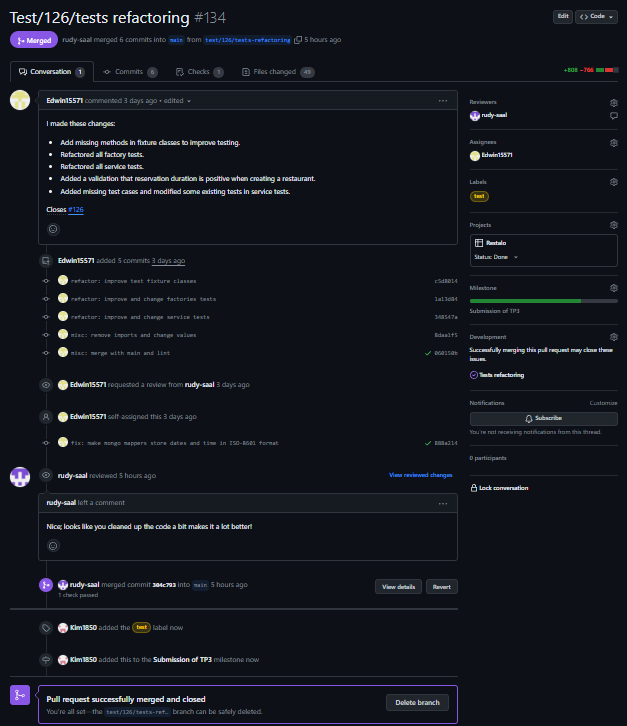 Test/126/tests refactoring #134
Edit
Code
Merged
rudy-saal merged 6 commits into main from test/126/tests-refactoring 5 hours ago
Conversation 1
Commits 6
Checks 1
Files changed 49
+808 −766
Edwin15571 commented 3 days ago • edited
I made these changes:
• Add missing methods in fixture classes to improve testing.
• Refactored all factory tests.
• Refactored all service tests.
• Added a validation that reservation duration is positive when creating a restaurant.
• Added missing test cases and modified some existing tests in service tests.
Closes #126
Edwin15571 added 5 commits 3 days ago
refactor: improve test fixture classes c5d8014
refactor: improve and change factories tests 1a13d84
refactor: improve and change service tests 348547a
misc: remove imports and change values 8daa1f5
misc: merge with main and lint 060150b
Edwin15571 requested a review from rudy-saal 3 days ago
Edwin15571 self-assigned this 3 days ago
fix: make mongo mappers store dates and time in ISO-8601 format 888a214
rudy-saal reviewed 5 hours ago
View reviewed changes
rudy-saal left a comment
Nice; looks like you cleaned up the code a bit makes it a lot better!
rudy-saal merged commit 304c793 into main 5 hours ago
1 check passed
View details
Revert
Kim1850 added the test label now
Kim1850 added this to the Submission of TP3 milestone now
Pull request successfully merged and closed
You're all set—the test/126/tests-ref… branch can be safely deleted.
Delete branch
Reviewers
rudy-saal
Assignees
Edwin15571
Labels
test
Projects
Restalo
Status: Done
Milestone
Submission of TP3
Development
Successfully merging this pull request may close these
issues.
Tests refactoring
Notifications
Customize
Subscribe
You're not receiving notifications from this thread.
0 participants
Lock conversation